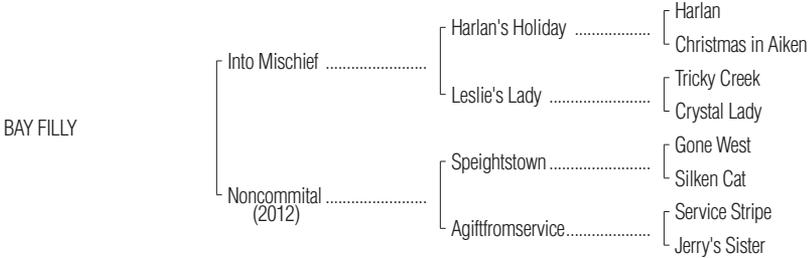 Harlan
Harlan's Holiday ..................
Christmas in Aiken
Into Mischief ........................
Tricky Creek
Leslie's Lady ........................
Crystal Lady
BAY FILLY
Gone West
Speightstown ........................
Silken Cat
Noncommital ........................
(2012)
Service Stripe
Agiftfromservice....................
Jerry's Sister